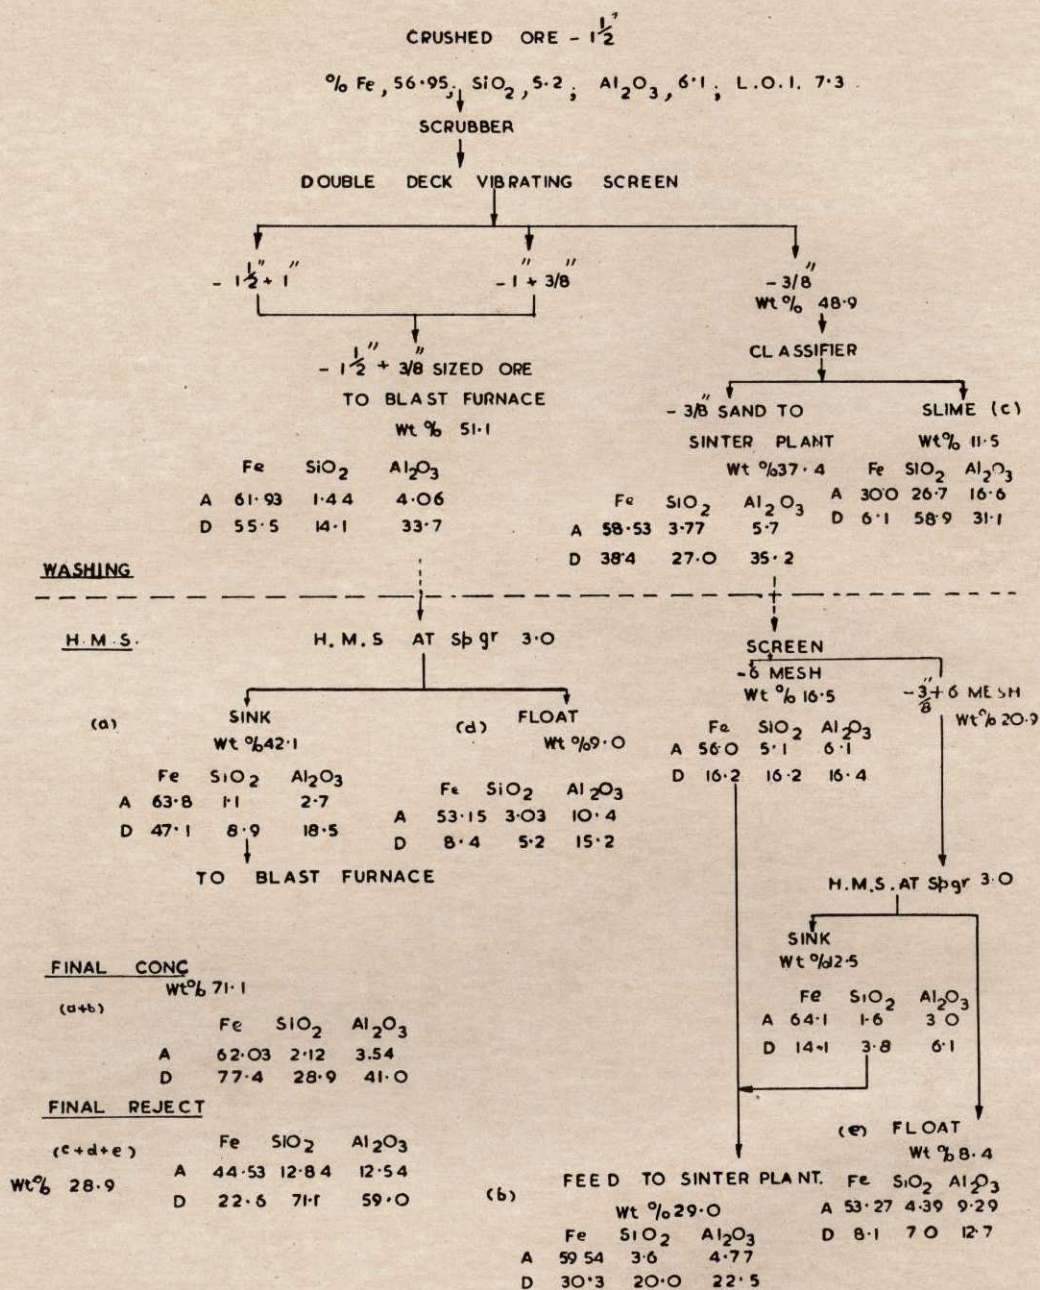 CRUSHED ORE - 1 1/2"
% Fe, 56.95; SiO2, 5.2; Al2O3, 6.1; L.O.I. 7.3
SCRUBBER
DOUBLE DECK VIBRATING SCREEN
- 1 1/2" + 1"
- 1" + 3/8"
- 3/8"
Wt % 48.9
CLASSIFIER
- 1 1/2" + 3/8" SIZED ORE
TO BLAST FURNACE
Wt % 51.1
Fe SiO2 Al2O3
A 61.93 1.44 4.06
D 55.5 14.1 33.7
- 3/8" SAND TO
SINTER PLANT
Wt % 37.4
Fe SiO2 Al2O3
A 58.53 3.77 5.7
D 38.4 27.0 35.2
SLIME (c)
Wt % 11.5
Fe SiO2 Al2O3
A 30.0 26.7 16.6
D 6.1 58.9 31.1
WASHING
H.M.S.
H.M.S AT Sp gr 3.0
(a) SINK
Wt % 42.1
Fe SiO2 Al2O3
A 63.8 1.1 2.7
D 47.1 8.9 18.5
TO BLAST FURNACE
(d) FLOAT
Wt % 9.0
Fe SiO2 Al2O3
A 53.15 3.03 10.4
D 8.4 5.2 15.2
SCREEN
-6 MESH
Wt % 16.5
Fe SiO2 Al2O3
A 56.0 5.1 6.1
D 16.2 16.2 16.4
- 3/8" + 6 MESH
Wt % 20.9
H.M.S. AT Sp gr 3.0
SINK
Wt % 12.5
Fe SiO2 Al2O3
A 64.1 1.6 3.0
D 14.1 3.8 6.1
(e) FLOAT
Wt % 8.4
Fe SiO2 Al2O3
A 53.27 4.39 9.29
D 8.1 7.0 12.7
(b) FEED TO SINTER PLANT.
Wt % 29.0
Fe SiO2 Al2O3
A 59.54 3.6 4.77
D 30.3 20.0 22.5
FINAL CONC
Wt % 71.1
(a+b)
Fe SiO2 Al2O3
A 62.03 2.12 3.54
D 77.4 28.9 41.0
FINAL REJECT
(c+d+e)
Wt % 28.9
Fe SiO2 Al2O3
A 44.53 12.84 12.54
D 22.6 71.1 59.0